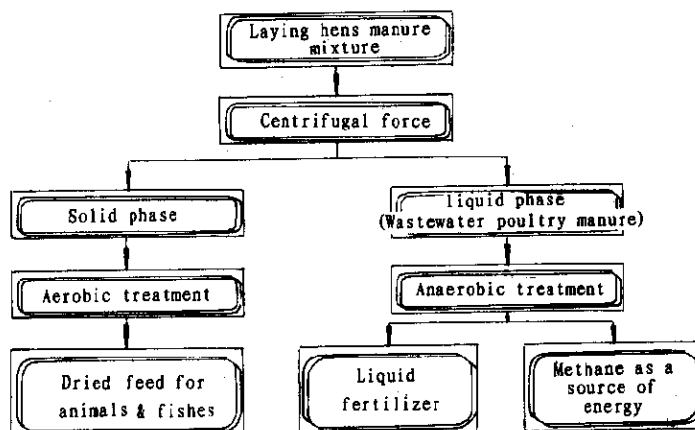 Laying hens manure
mixture
Centrifugal force
Solid phase
liquid phase
(Wastewater poultry manure)
Aerobic treatment
Anaerobic treatment
Dried feed for
animals & fishes
Liquid
fertilizer
Methane as a
source of
energy